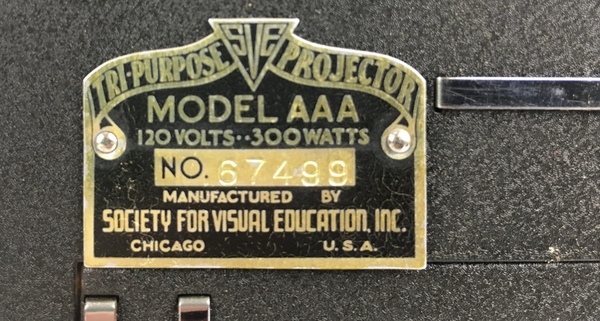 TRI-PURPOSE SVE PROJECTOR
MODEL AAA
120 VOLTS··300 WATTS
NO. 67499
MANUFACTURED BY
SOCIETY FOR VISUAL EDUCATION, INC.
CHICAGO U.S.A.